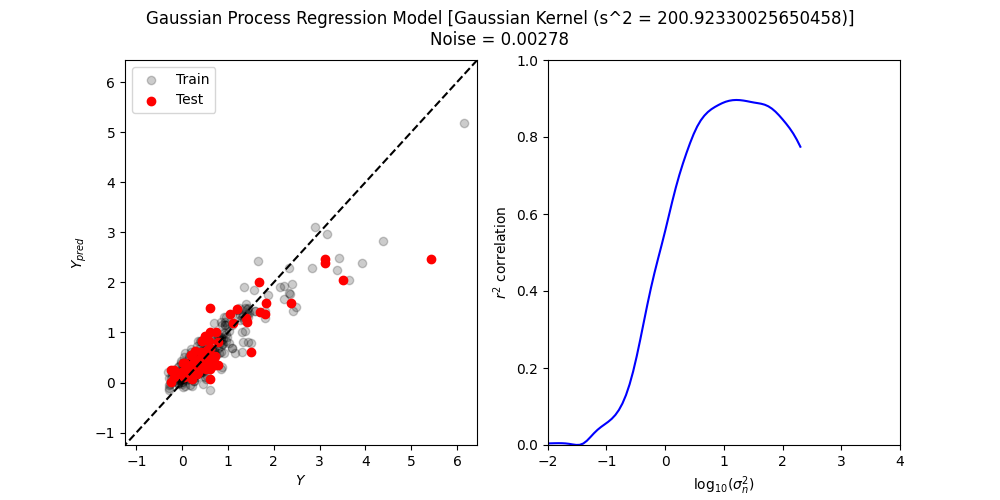 Gaussian Process Regression Model [Gaussian Kernel (s^2 = 200.92330025650458)]
Noise = 0.00278
Train
Test
6
5
4
3
2
1
0
−1
Y_pred
−1 0 1 2 3 4 5 6
Y
1.0
0.8
0.6
0.4
0.2
0.0
r² correlation
−2 −1 0 1 2 3 4
log₁₀(σₙ²)